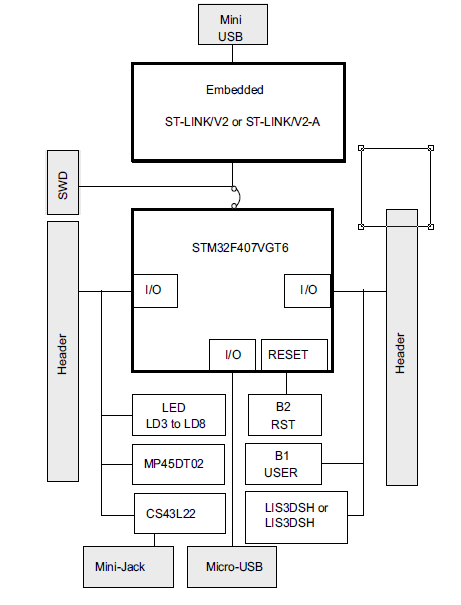 Mini
USB
Embedded
ST-LINK/V2 or ST-LINK/V2-A
SWD
STM32F407VGT6
I/O
I/O
Header
Header
I/O
RESET
LED
LD3 to LD8
B2
RST
MP45DT02
B1
USER
CS43L22
LIS3DSH or
LIS3DSH
Mini-Jack
Micro-USB